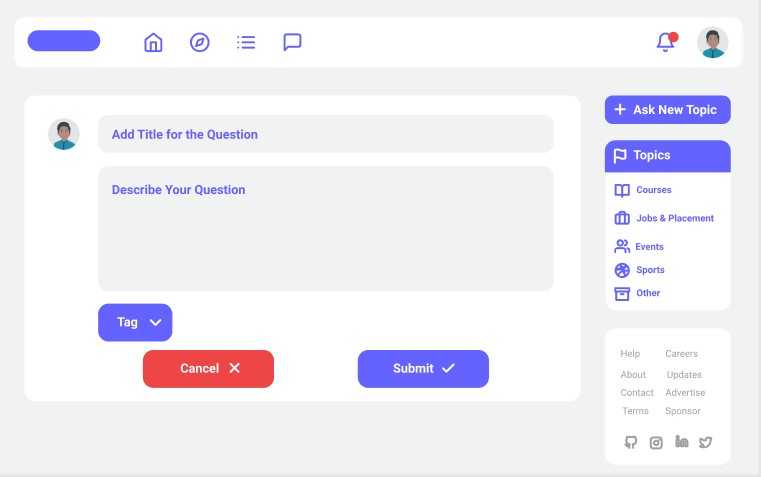 Add Title for the Question
Describe Your Question
Tag
Cancel
Submit
Ask New Topic
Topics
Courses
Jobs & Placement
Events
Sports
Other
Help Careers
About Updates
Contact Advertise
Terms Sponsor